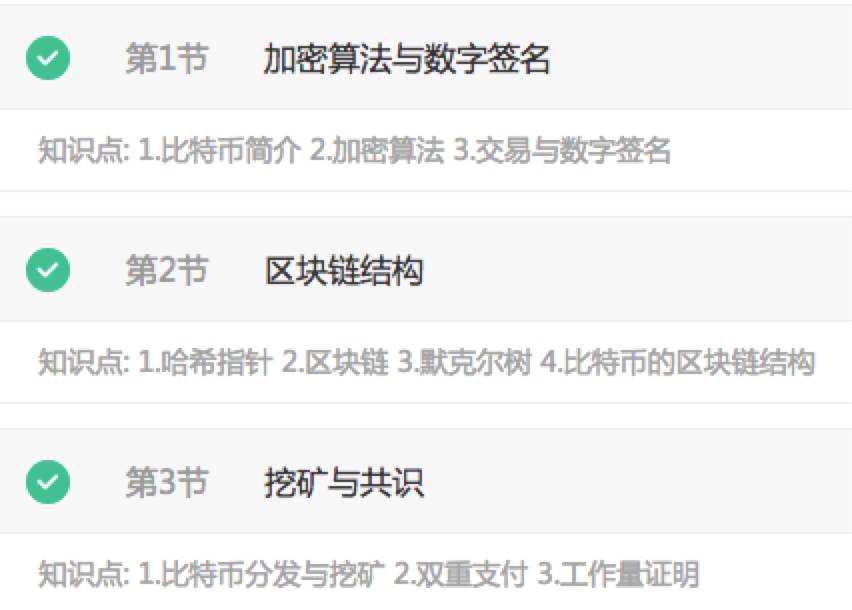 第1节 加密算法与数字签名
知识点: 1.比特币简介 2.加密算法 3.交易与数字签名
第2节 区块链结构
知识点: 1.哈希指针 2.区块链 3.默克尔树 4.比特币的区块链结构
第3节 挖矿与共识
知识点: 1.比特币分发与挖矿 2.双重支付 3.工作量证明